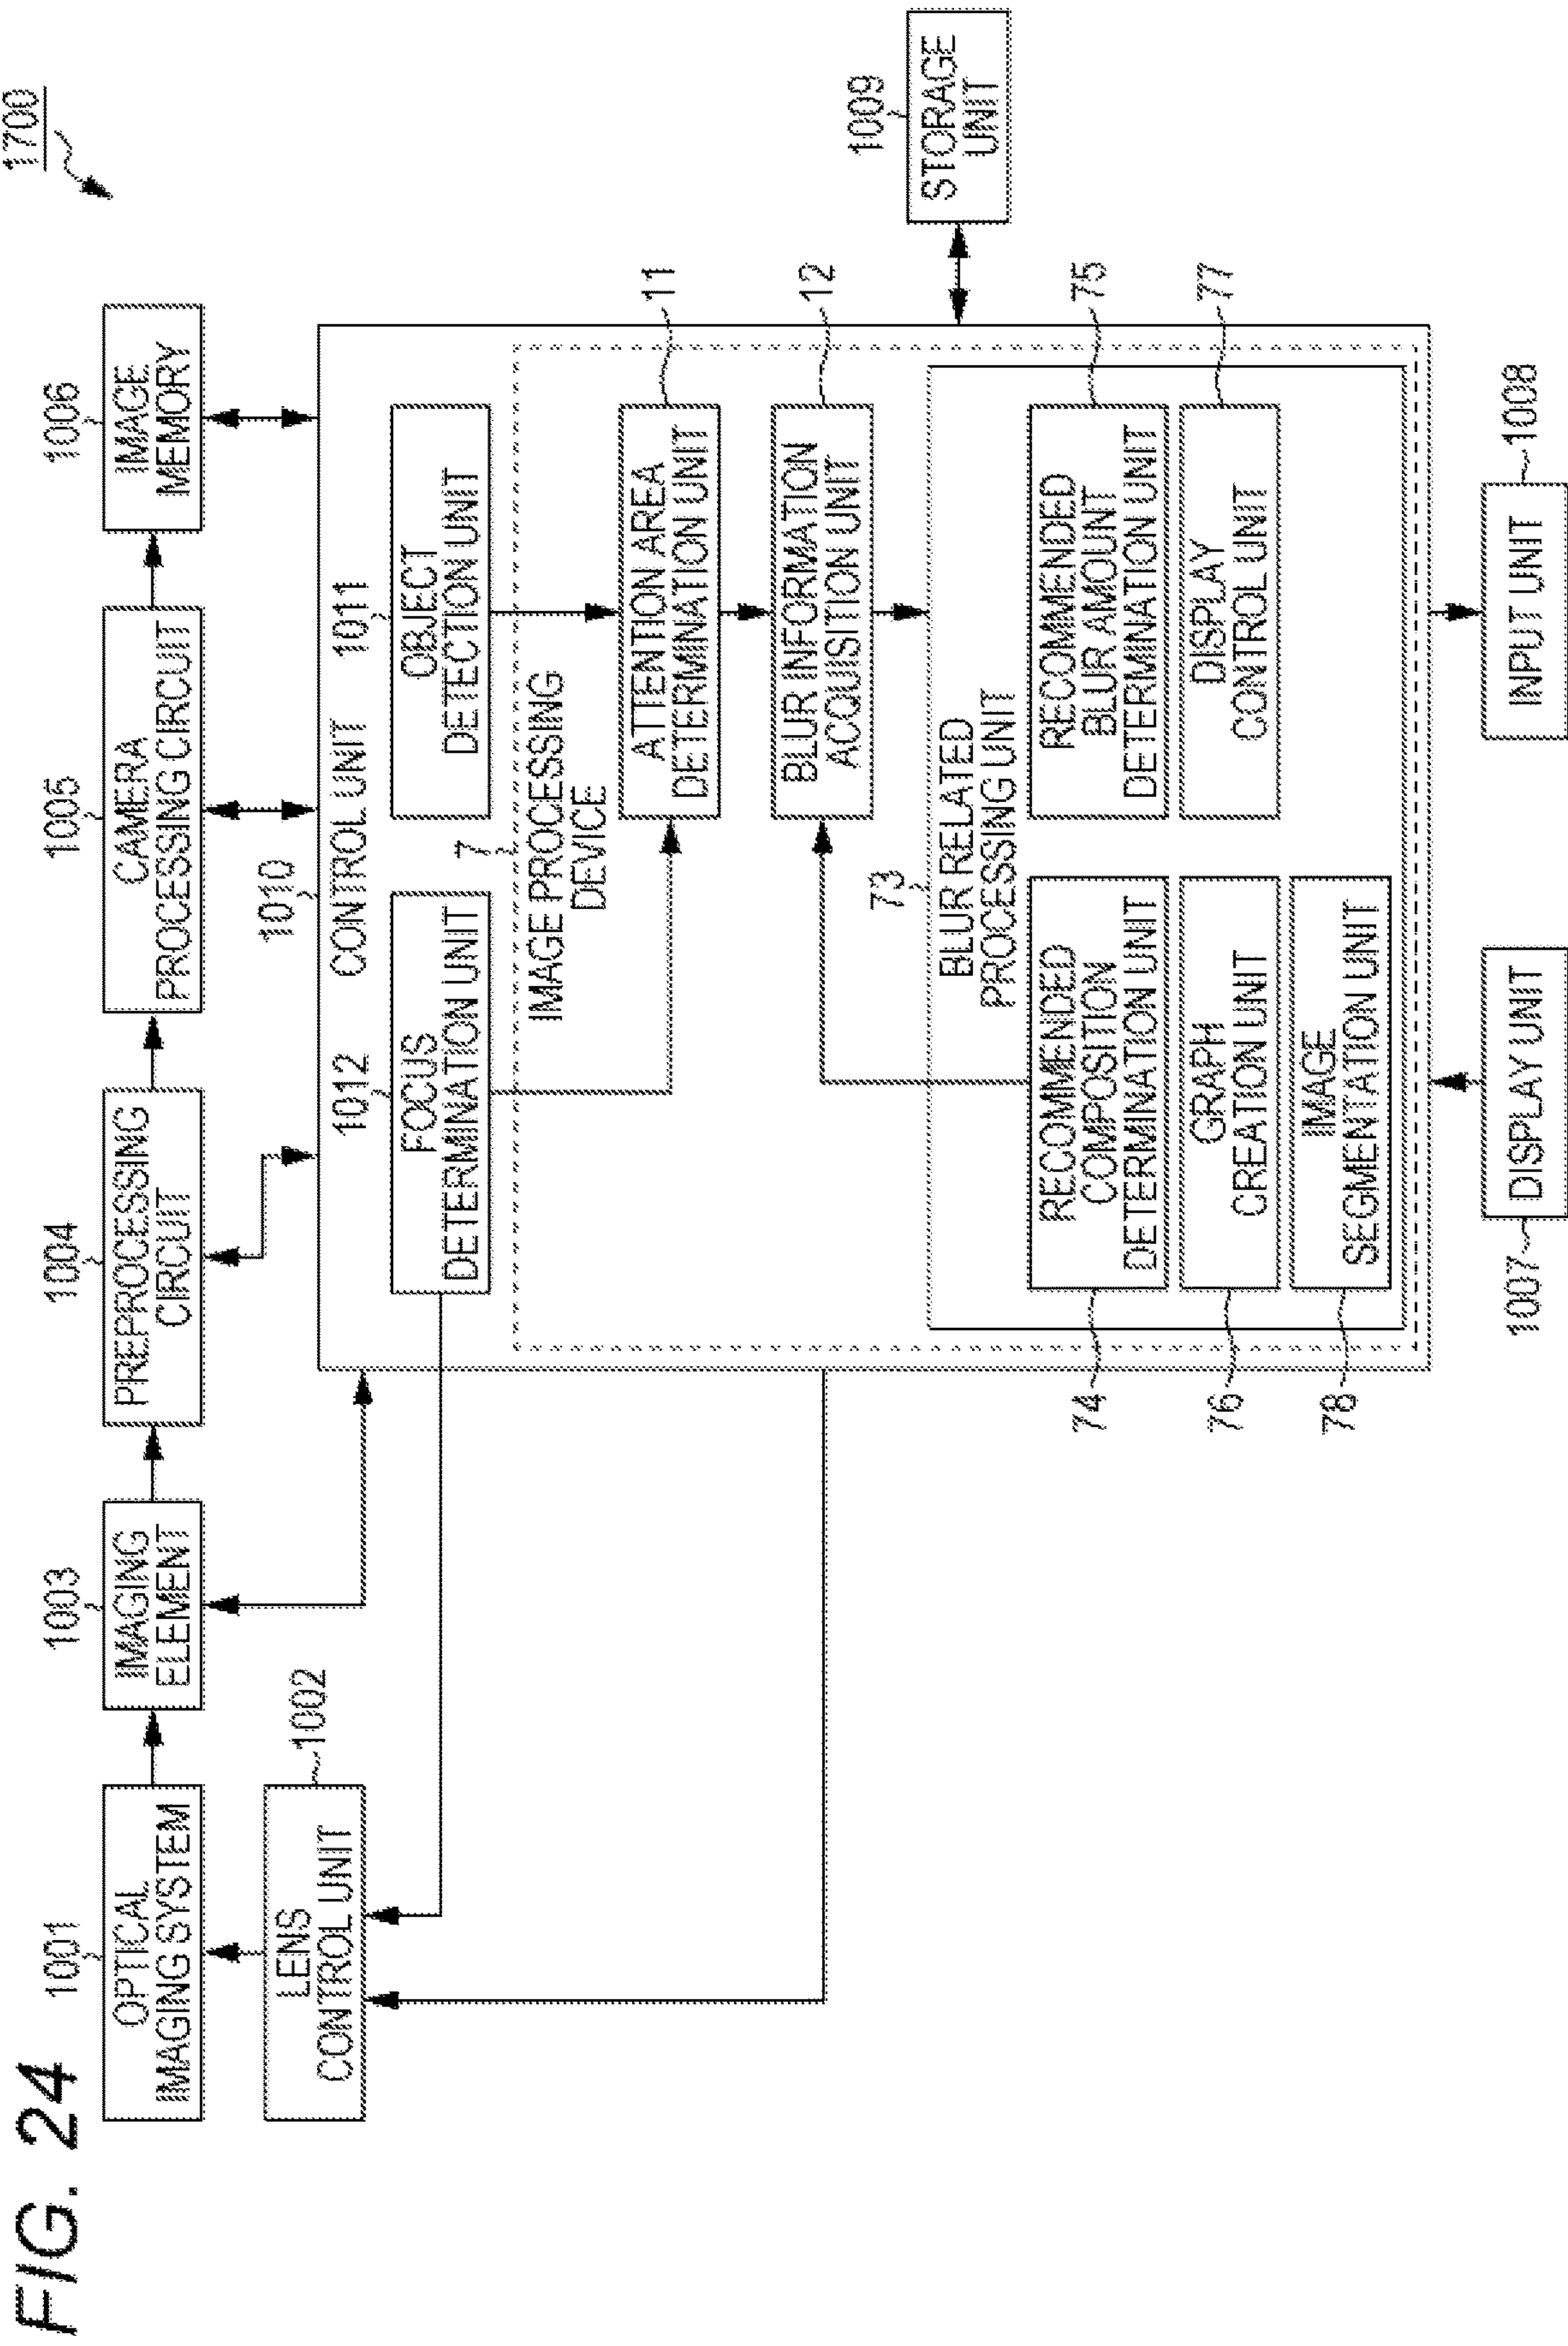 FIG. 24
1700
1001
OPTICAL
IMAGING SYSTEM
1003
IMAGING
ELEMENT
1004
PREPROCESSING
CIRCUIT
1005
CAMERA
PROCESSING CIRCUIT
1006
IMAGE
MEMORY
1002
LENS
CONTROL UNIT
1010
CONTROL UNIT
1012
FOCUS
DETERMINATION UNIT
1011
OBJECT
DETECTION UNIT
7
IMAGE PROCESSING
DEVICE
11
ATTENTION AREA
DETERMINATION UNIT
12
BLUR INFORMATION
ACQUISITION UNIT
73
BLUR RELATED
PROCESSING UNIT
74
RECOMMENDED
COMPOSITION
DETERMINATION UNIT
75
RECOMMENDED
BLUR AMOUNT
DETERMINATION UNIT
76
GRAPH
CREATION UNIT
77
DISPLAY
CONTROL UNIT
78
IMAGE
SEGMENTATION UNIT
1009
STORAGE
UNIT
1007
DISPLAY UNIT
1008
INPUT UNIT